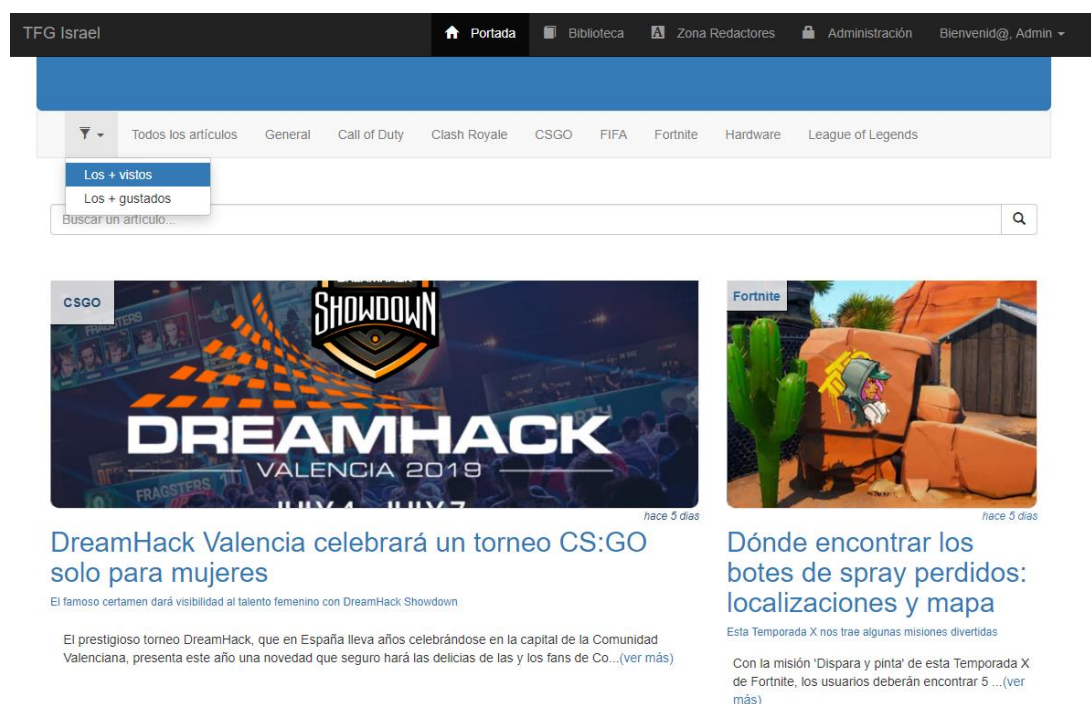 TFG Israel
Portada
Biblioteca
A Zona Redactores
Administración
Bienvenid@, Admin
Todos los artículos
General
Call of Duty
Clash Royale
CSGO
FIFA
Fortnite
Hardware
League of Legends
Los + vistos
Los + gustados
Buscar un artículo...
CSGO
SHOWDOWN
FRAGSTERS
DREAMHACK
VALENCIA 2019
FRAGSTERS
JULY 4 - JULY 7
hace 5 dias
DreamHack Valencia celebrará un torneo CS:GO
solo para mujeres
El famoso certamen dará visibilidad al talento femenino con DreamHack Showdown
El prestigioso torneo DreamHack, que en España lleva años celebrándose en la capital de la Comunidad
Valenciana, presenta este año una novedad que seguro hará las delicias de las y los fans de Co...(ver más)
Fortnite
hace 5 dias
Dónde encontrar los
botes de spray perdidos:
localizaciones y mapa
Esta Temporada X nos trae algunas misiones divertidas
Con la misión 'Dispara y pinta' de esta Temporada X
de Fortnite, los usuarios deberán encontrar 5 ...(ver
más)